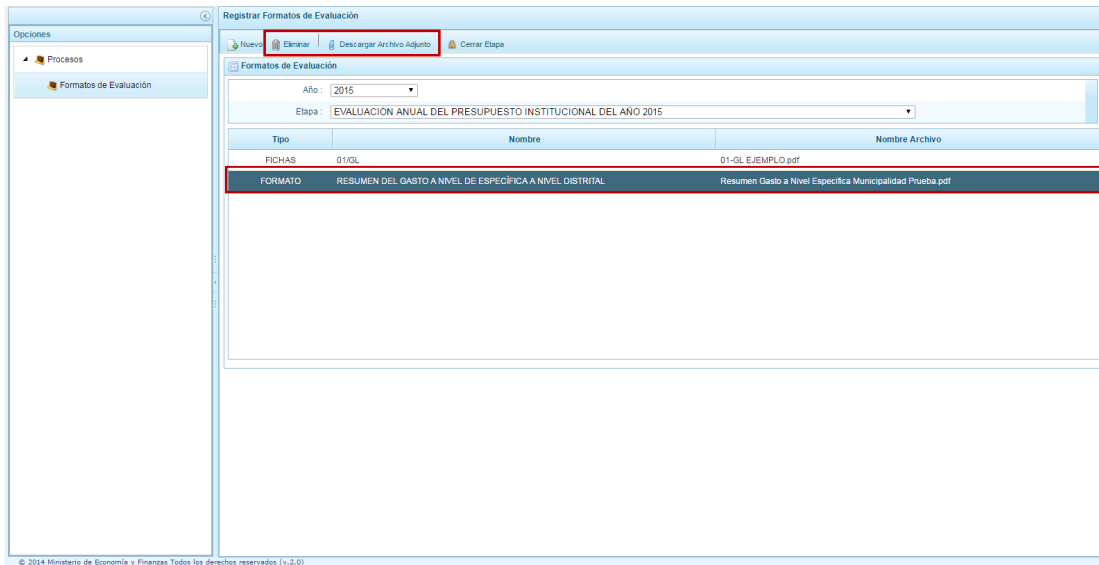 Registrar Formatos de Evaluación
Opciones
Nuevo Eliminar Descargar Archivo Adjunto Cerrar Etapa
Procesos
Formatos de Evaluación
Formatos de Evaluación
Año : 2015
Etapa : EVALUACIÓN ANUAL DEL PRESUPUESTO INSTITUCIONAL DEL AÑO 2015
Tipo Nombre Nombre Archivo
FICHAS 01/GL 01-GL EJEMPLO.pdf
FORMATO RESUMEN DEL GASTO A NIVEL DE ESPECÍFICA A NIVEL DISTRITAL Resumen Gasto a Nivel Especifica Municipalidad Prueba.pdf
© 2014 Ministerio de Economía y Finanzas Todos los derechos reservados (v.2.0)